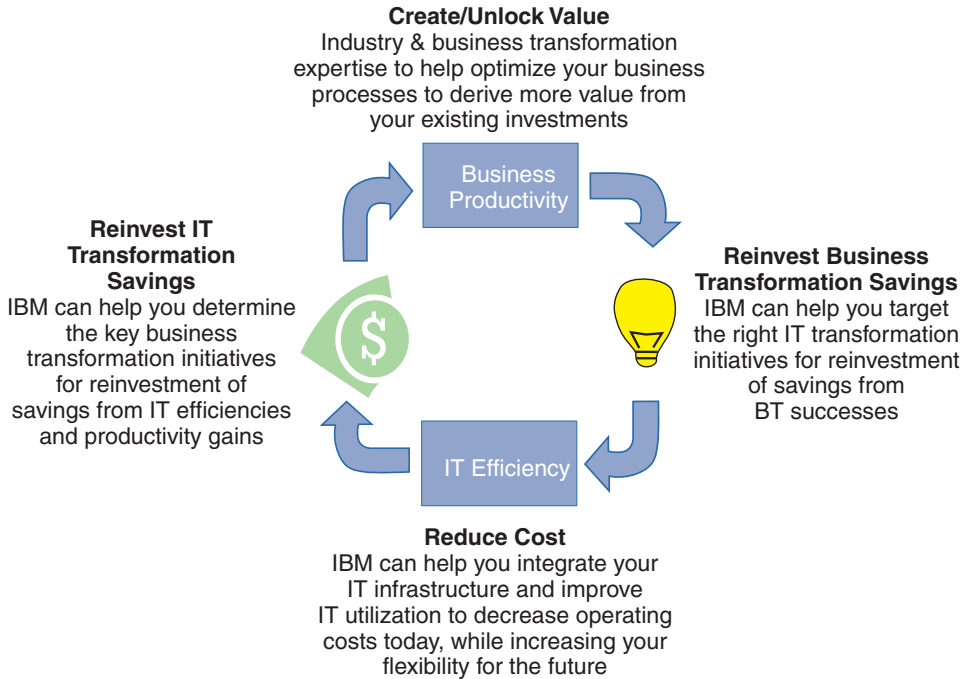 Create/Unlock Value
Industry & business transformation
expertise to help optimize your business
processes to derive more value from
your existing investments
Business
Productivity
Reinvest IT
Transformation
Savings
IBM can help you determine
the key business
transformation initiatives
for reinvestment of
savings from IT efficiencies
and productivity gains
$
Reinvest Business
Transformation Savings
IBM can help you target
the right IT transformation
initiatives for reinvestment
of savings from
BT successes
IT Efficiency
Reduce Cost
IBM can help you integrate your
IT infrastructure and improve
IT utilization to decrease operating
costs today, while increasing your
flexibility for the future